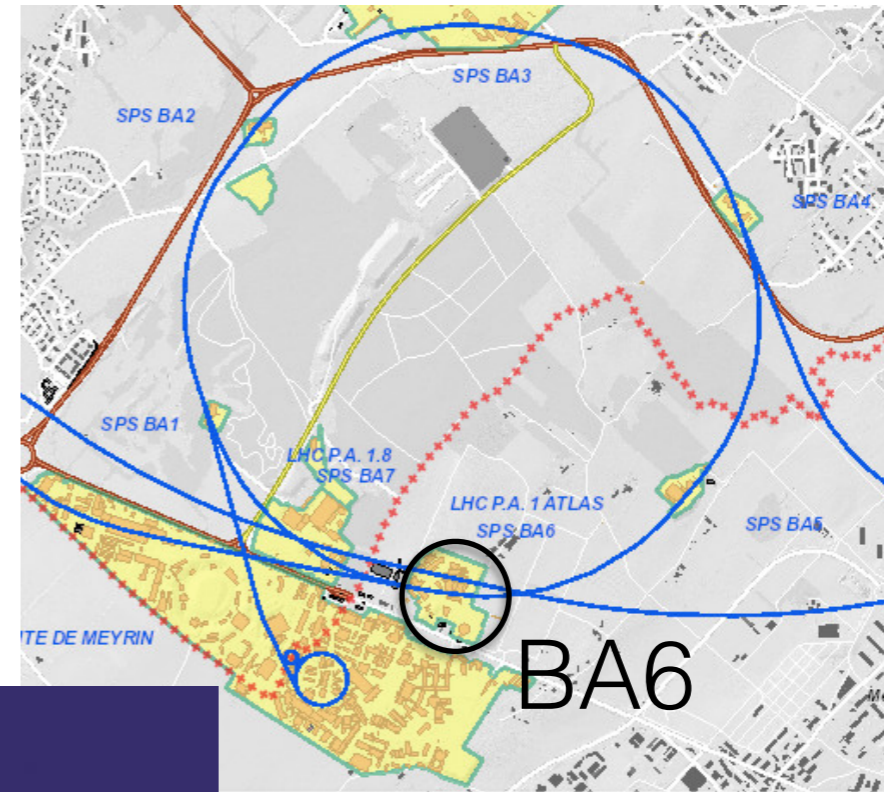 SPS BA3
SPS BA2
SPS BA4
SPS BA1
LHC P.A. 1.8
SPS BA7
LHC P.A. 1 ATLAS
SPS BA6
SPS BA5
ITE DE MEYRIN
BA6